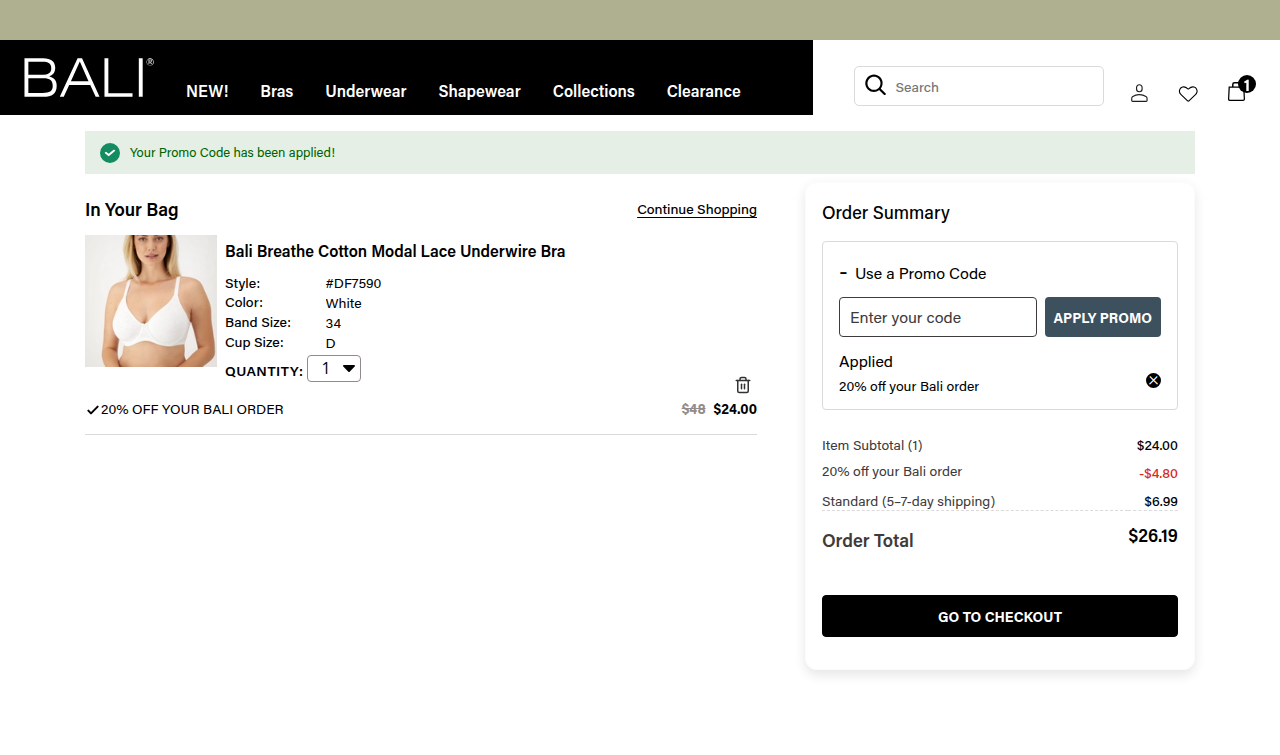 BALI®
NEW! Bras Underwear Shapewear Collections Clearance
Search
1
Your Promo Code has been applied!
In Your Bag
Continue Shopping
Bali Breathe Cotton Modal Lace Underwire Bra
Style: #DF7590
Color: White
Band Size: 34
Cup Size: D
QUANTITY: 1
20% OFF YOUR BALI ORDER $48 $24.00
Order Summary
- Use a Promo Code
Enter your code APPLY PROMO
Applied
20% off your Bali order
Item Subtotal (1) $24.00
20% off your Bali order -$4.80
Standard (5–7-day shipping) $6.99
Order Total $26.19
GO TO CHECKOUT